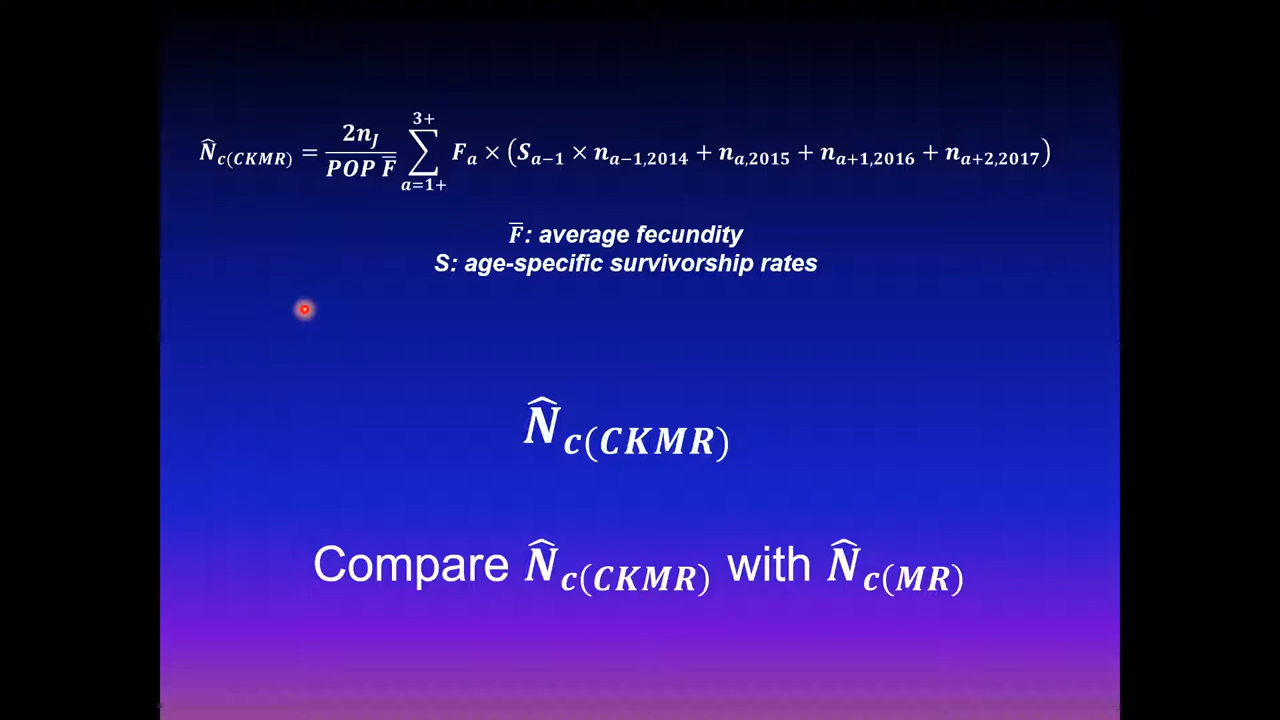 N̂c(CKMR) = 2nJ / POP F̄ ∑a=1+ 3+ Fa × (Sa−1 × na−1,2014 + na,2015 + na+1,2016 + na+2,2017)
F̄: average fecundity
S: age-specific survivorship rates
N̂c(CKMR)
Compare N̂c(CKMR) with N̂c(MR)